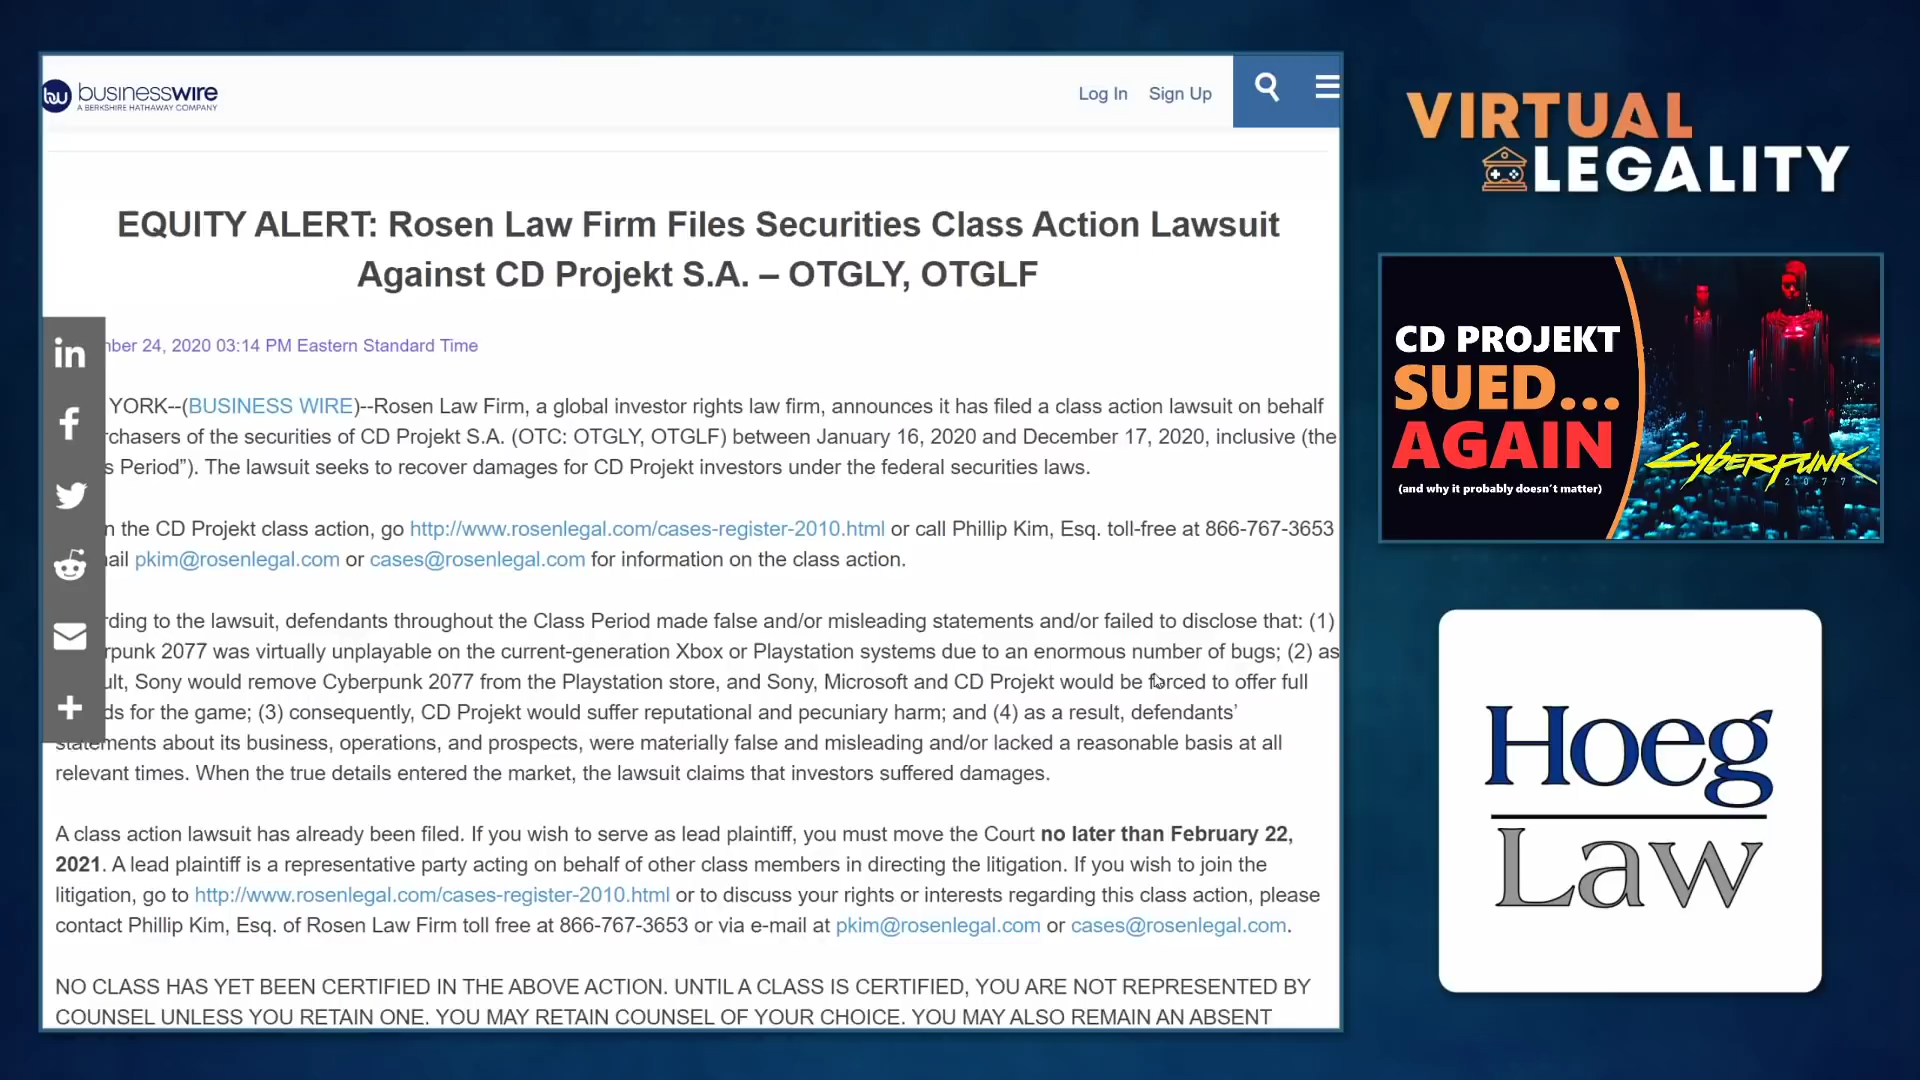 businesswire
A BERKSHIRE HATHAWAY COMPANY
Log In Sign Up
EQUITY ALERT: Rosen Law Firm Files Securities Class Action Lawsuit
Against CD Projekt S.A. – OTGLY, OTGLF
mber 24, 2020 03:14 PM Eastern Standard Time
YORK--(BUSINESS WIRE)--Rosen Law Firm, a global investor rights law firm, announces it has filed a class action lawsuit on behalf
rchasers of the securities of CD Projekt S.A. (OTC: OTGLY, OTGLF) between January 16, 2020 and December 17, 2020, inclusive (the
s Period”). The lawsuit seeks to recover damages for CD Projekt investors under the federal securities laws.
n the CD Projekt class action, go http://www.rosenlegal.com/cases-register-2010.html or call Phillip Kim, Esq. toll-free at 866-767-3653
ail pkim@rosenlegal.com or cases@rosenlegal.com for information on the class action.
rding to the lawsuit, defendants throughout the Class Period made false and/or misleading statements and/or failed to disclose that: (1)
rpunk 2077 was virtually unplayable on the current-generation Xbox or Playstation systems due to an enormous number of bugs; (2) as
ult, Sony would remove Cyberpunk 2077 from the Playstation store, and Sony, Microsoft and CD Projekt would be forced to offer full
ds for the game; (3) consequently, CD Projekt would suffer reputational and pecuniary harm; and (4) as a result, defendants’
statements about its business, operations, and prospects, were materially false and misleading and/or lacked a reasonable basis at all
relevant times. When the true details entered the market, the lawsuit claims that investors suffered damages.
A class action lawsuit has already been filed. If you wish to serve as lead plaintiff, you must move the Court no later than February 22,
2021. A lead plaintiff is a representative party acting on behalf of other class members in directing the litigation. If you wish to join the
litigation, go to http://www.rosenlegal.com/cases-register-2010.html or to discuss your rights or interests regarding this class action, please
contact Phillip Kim, Esq. of Rosen Law Firm toll free at 866-767-3653 or via e-mail at pkim@rosenlegal.com or cases@rosenlegal.com.
NO CLASS HAS YET BEEN CERTIFIED IN THE ABOVE ACTION. UNTIL A CLASS IS CERTIFIED, YOU ARE NOT REPRESENTED BY
COUNSEL UNLESS YOU RETAIN ONE. YOU MAY RETAIN COUNSEL OF YOUR CHOICE. YOU MAY ALSO REMAIN AN ABSENT
VIRTUAL
LEGALITY
CD PROJEKT
SUED...
AGAIN
(and why it probably doesn't matter)
Cyberpunk
2077
Hoeg
Law